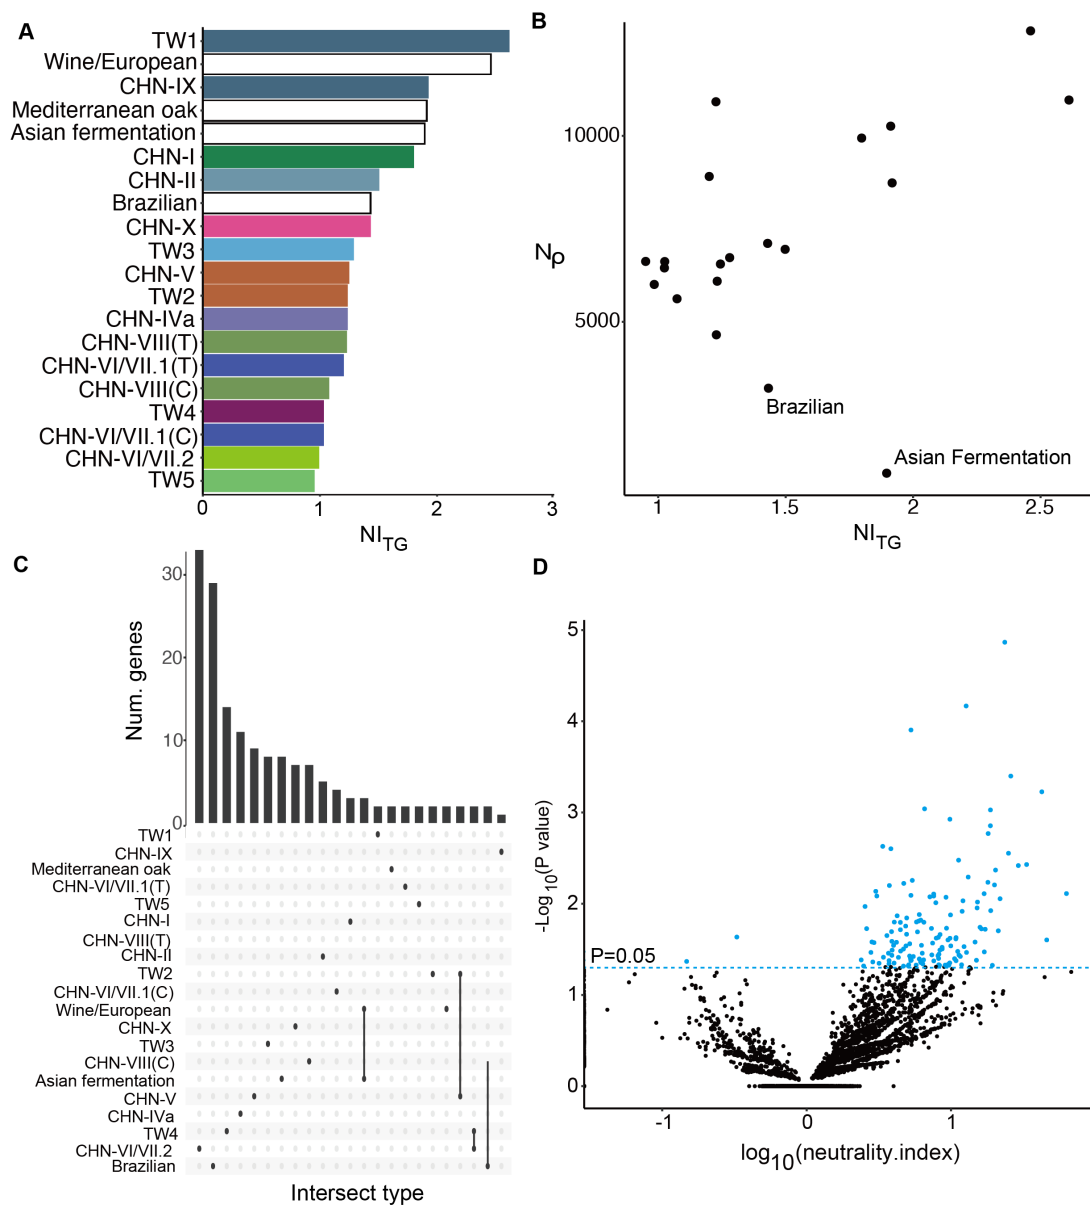 A
TW1
Wine/European
CHN-IX
Mediterranean oak
Asian fermentation
CHN-I
CHN-II
Brazilian
CHN-X
TW3
CHN-V
TW2
CHN-IVa
CHN-VIII(T)
CHN-VI/VII.1(T)
CHN-VIII(C)
TW4
CHN-VI/VII.1(C)
CHN-VI/VII.2
TW5
0 1 2 3
NI_TG
B
10000
5000
Nρ
Brazilian
Asian Fermentation
1 1.5 2 2.5
NI_TG
C
30
20
10
0
Num. genes
TW1
CHN-IX
Mediterranean oak
CHN-VI/VII.1(T)
TW5
CHN-I
CHN-VIII(T)
CHN-II
TW2
CHN-VI/VII.1(C)
Wine/European
CHN-X
TW3
CHN-VIII(C)
Asian fermentation
CHN-V
CHN-IVa
TW4
CHN-VI/VII.2
Brazilian
Intersect type
D
5
4
3
2
1
0
-Log 10(P value)
P=0.05
-1 0 1
log10(neutrality.index)